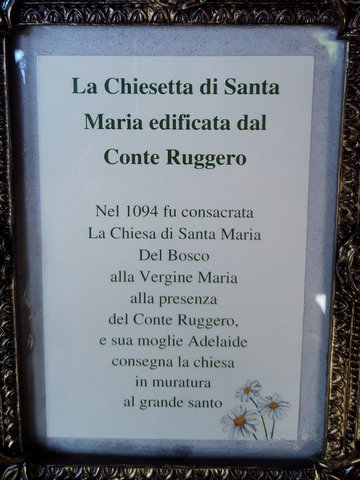 La Chiesetta di Santa
Maria edificata dal
Conte Ruggero
Nel 1094 fu consacrata
La Chiesa di Santa Maria
Del Bosco
alla Vergine Maria
alla presenza
del Conte Ruggero,
e sua moglie Adelaide
consegna la chiesa
in muratura
al grande santo